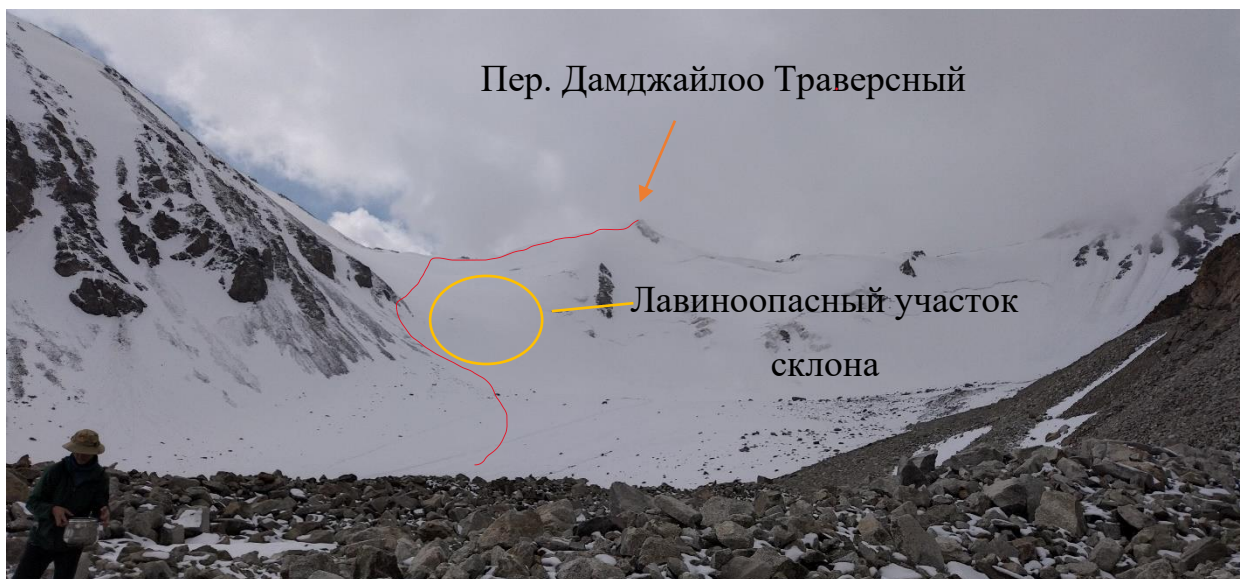 Пер. Дамджайлоо Траверсный
Лавиноопасный участок
склона